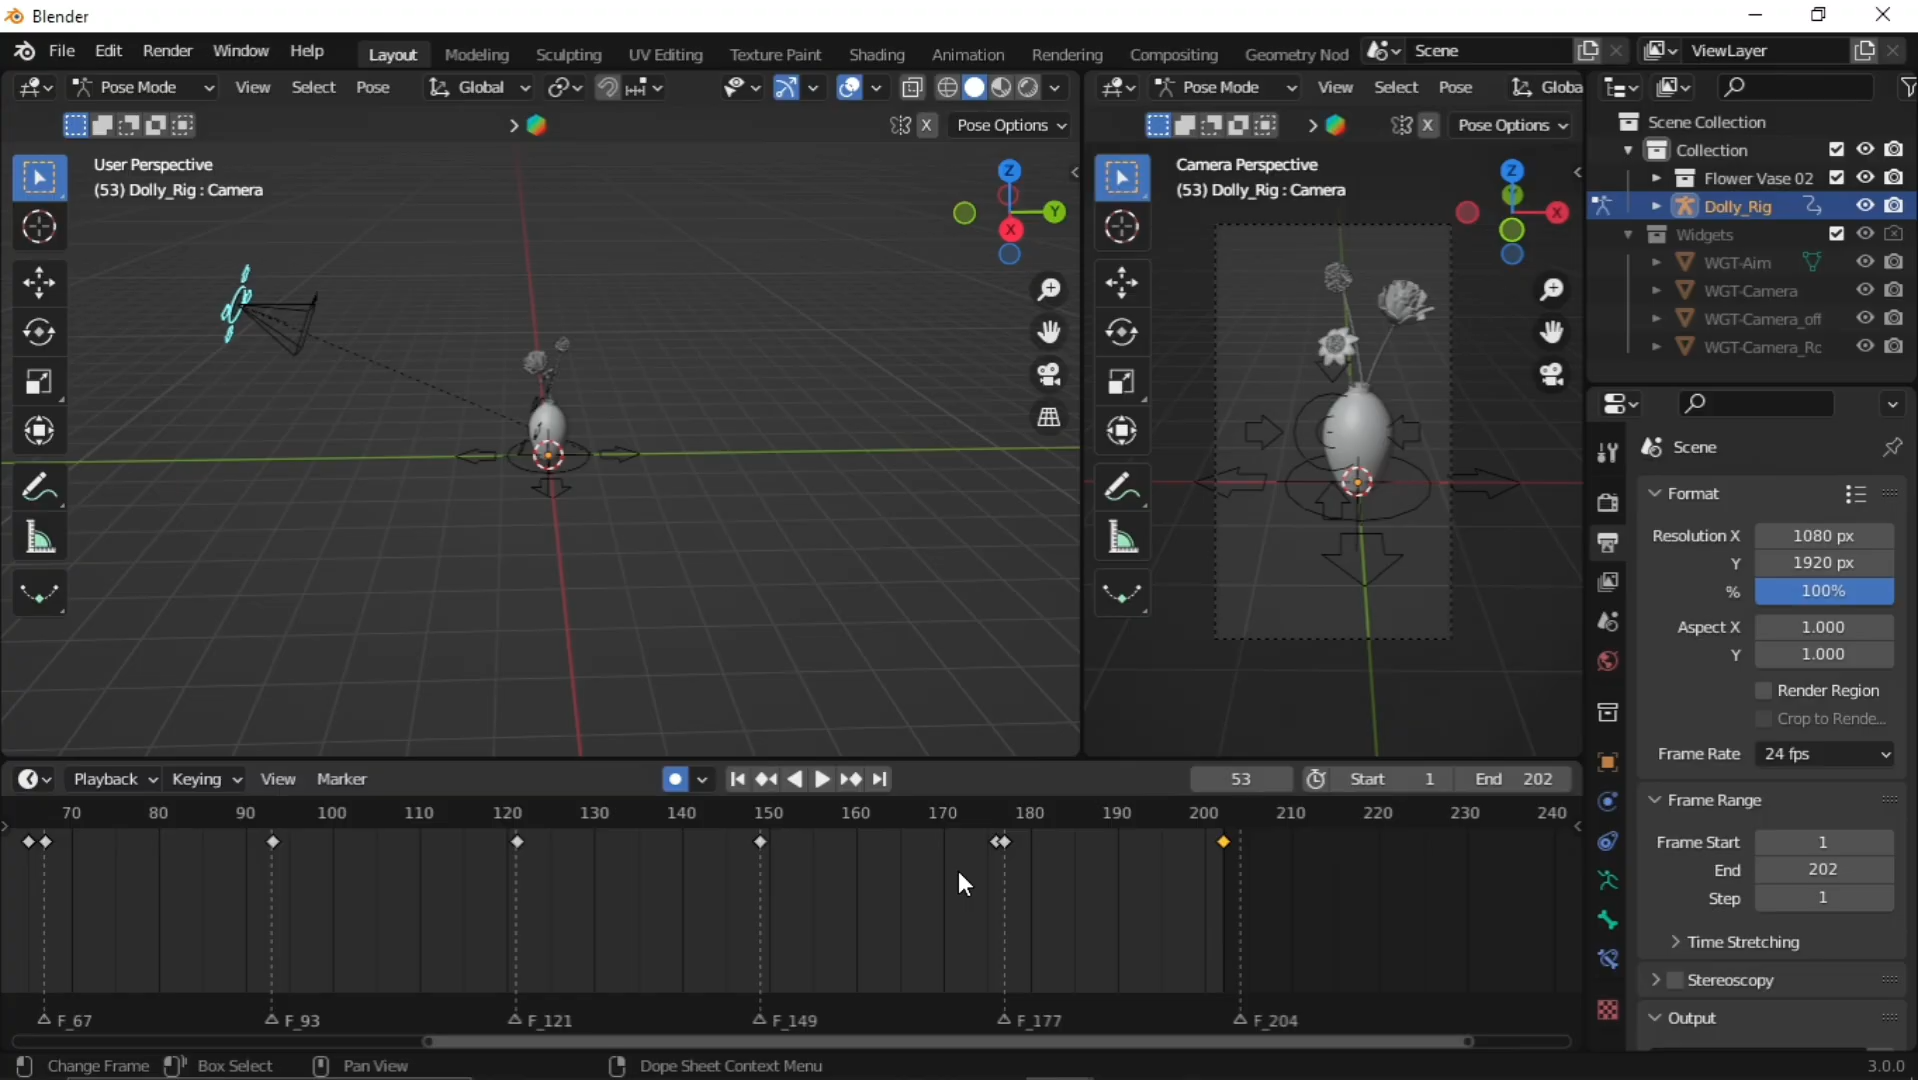 Blender
File Edit Render Window Help Layout Modeling Sculpting UV Editing Texture Paint Shading Animation Rendering Compositing Geometry Nod Scene ViewLayer
Pose Mode View Select Pose Global Pose Mode View Select Pose Globa
X Pose Options X Pose Options
User Perspective
(53) Dolly_Rig : Camera
Z
Y
X
Camera Perspective
(53) Dolly_Rig : Camera
Z
Y
X
Scene Collection
Collection
Flower Vase 02
Dolly_Rig
Widgets
WGT-Aim
WGT-Camera
WGT-Camera_off
WGT-Camera_Rc
Scene
Format
Resolution X 1080 px
Y 1920 px
% 100%
Aspect X 1.000
Y 1.000
Render Region
Crop to Rende...
Frame Rate 24 fps
Frame Range
Frame Start 1
End 202
Step 1
Time Stretching
Stereoscopy
Output
Playback Keying View Marker 53 Start 1 End 202
70 80 90 100 110 120 130 140 150 160 170 180 190 200 210 220 230 240
F_67 F_93 F_121 F_149 F_177 F_204
Change Frame Box Select Pan View Dope Sheet Context Menu 3.0.0